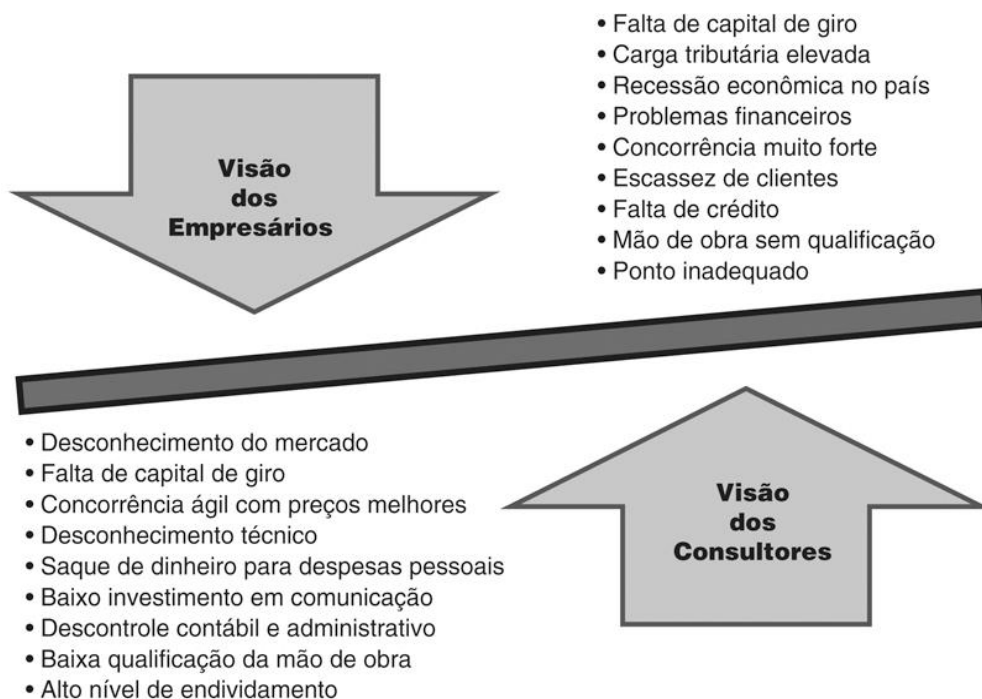 Visão
dos
Empresários
• Falta de capital de giro
• Carga tributária elevada
• Recessão econômica no país
• Problemas financeiros
• Concorrência muito forte
• Escassez de clientes
• Falta de crédito
• Mão de obra sem qualificação
• Ponto inadequado
• Desconhecimento do mercado
• Falta de capital de giro
• Concorrência ágil com preços melhores
• Desconhecimento técnico
• Saque de dinheiro para despesas pessoais
• Baixo investimento em comunicação
• Descontrole contábil e administrativo
• Baixa qualificação da mão de obra
• Alto nível de endividamento
Visão
dos
Consultores